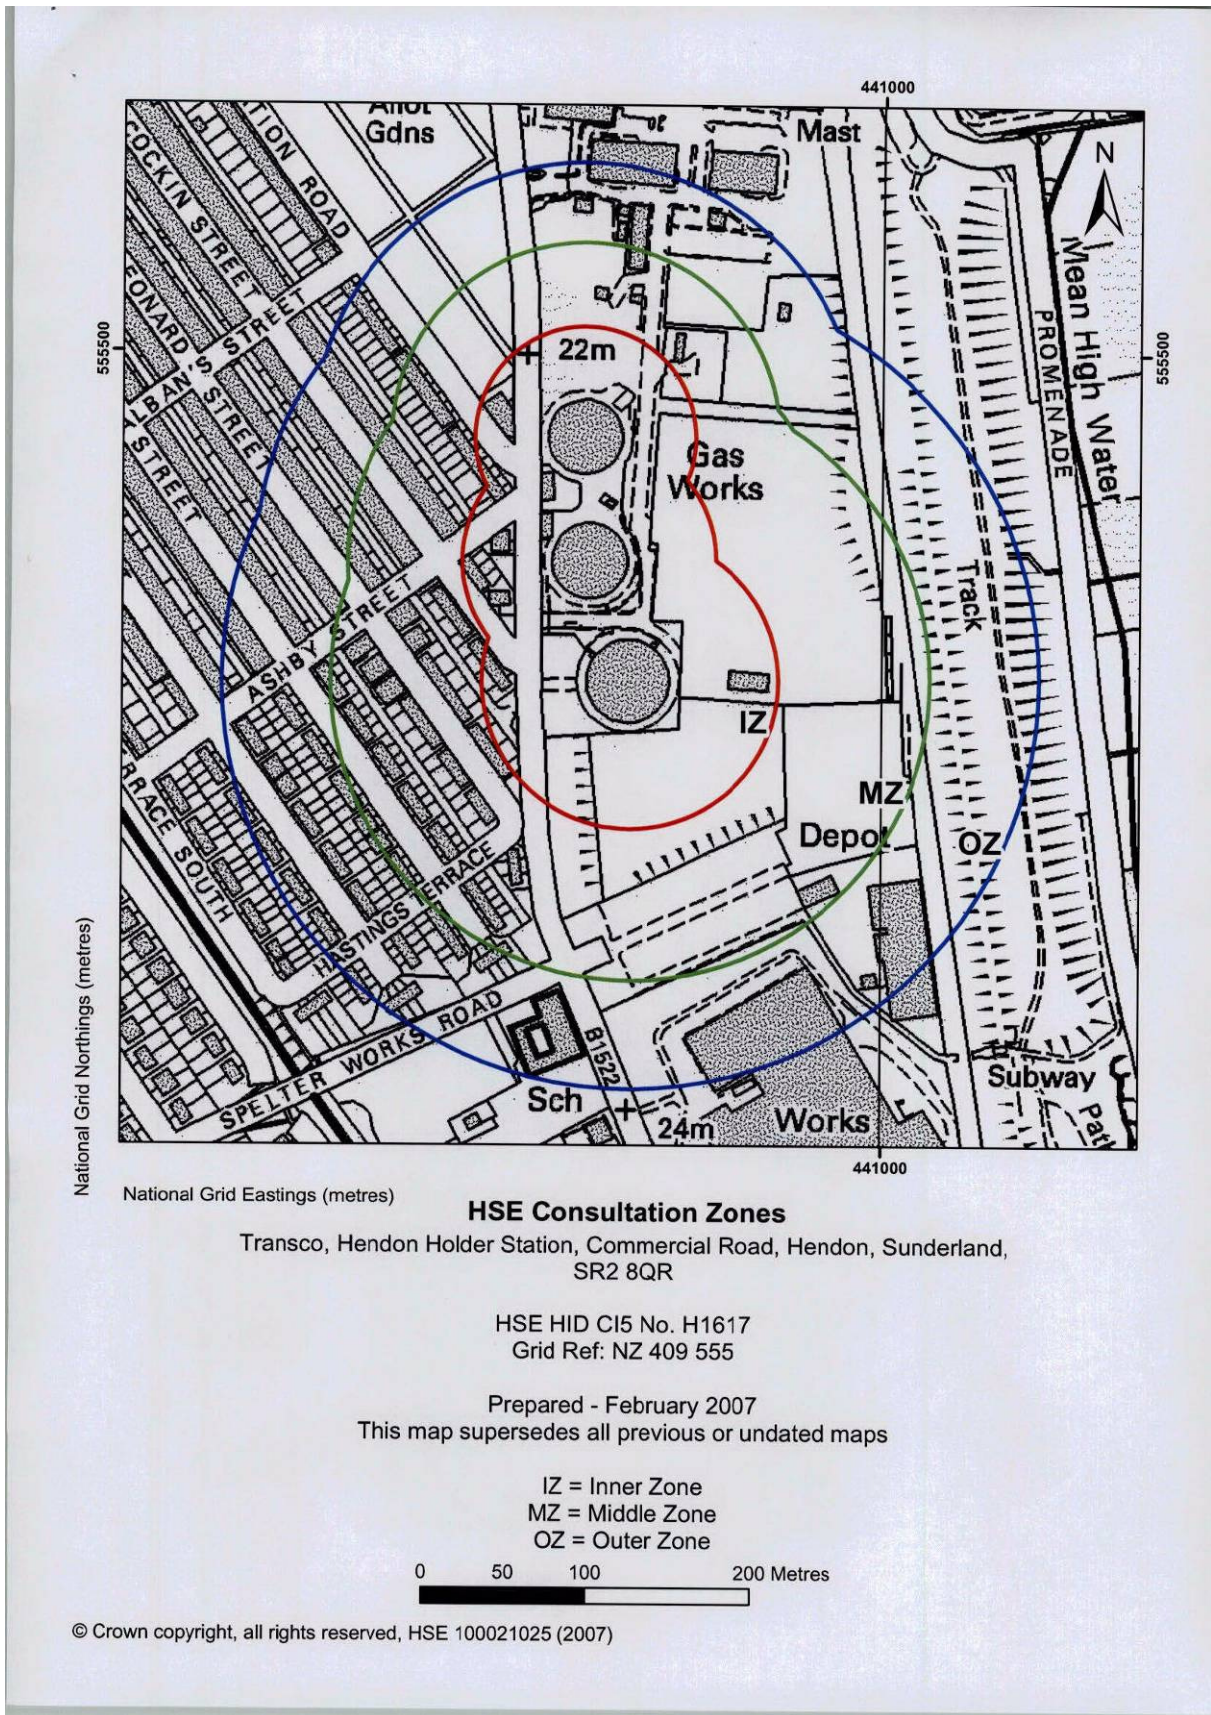 441000
Allot
Gdns
Mast
N
TION ROAD
OCKIN STREET
EONARD'S STREET
LBAN'S STREET
STREET
555500
555500
22m
Mean High Water
PROMENADE
Gas
Works
Track
ASHBY STREET
IZ
MZ
Depot
OZ
RRACE SOUTH
HASTINGS TERRACE
SPELTER WORKS ROAD
B1522
Sch
24m
Works
Subway
Path
441000
National Grid Northings (metres)
National Grid Eastings (metres)
HSE Consultation Zones
Transco, Hendon Holder Station, Commercial Road, Hendon, Sunderland,
SR2 8QR
HSE HID CI5 No. H1617
Grid Ref: NZ 409 555
Prepared - February 2007
This map supersedes all previous or undated maps
IZ = Inner Zone
MZ = Middle Zone
OZ = Outer Zone
0 50 100 200 Metres
© Crown copyright, all rights reserved, HSE 100021025 (2007)